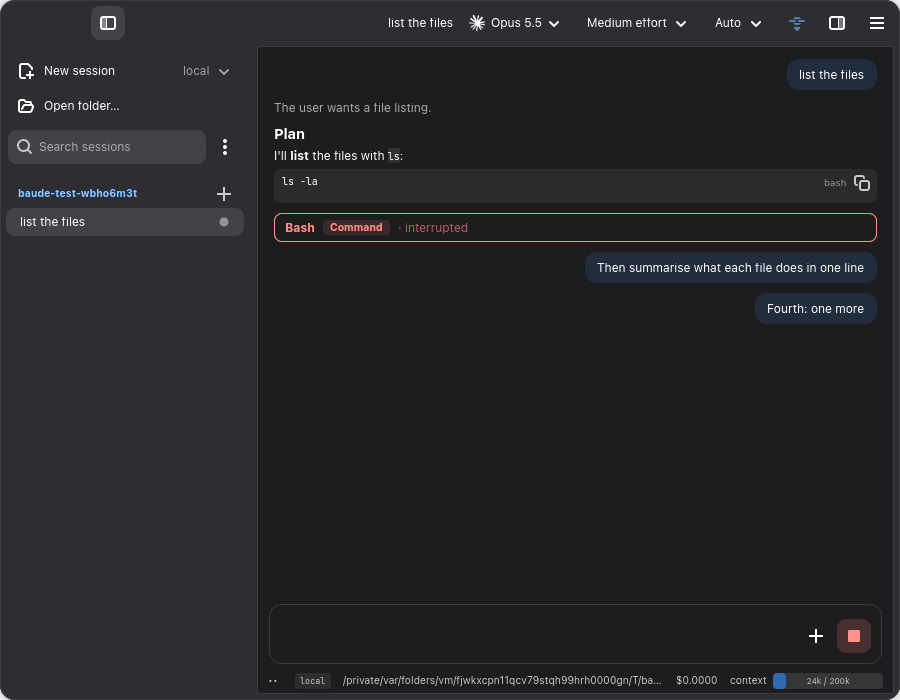 list the files
Opus 5.5
Medium effort
Auto
New session
local
Open folder...
Search sessions
baude-test-wbho6m3t
list the files
list the files
The user wants a file listing.
Plan
I'll list the files with ls:
ls -la
bash
Bash Command · interrupted
Then summarise what each file does in one line
Fourth: one more
local /private/var/folders/vm/fjwkxcpn11qcv79stqh99hrh0000gn/T/ba... $0.0000 context 24k / 200k